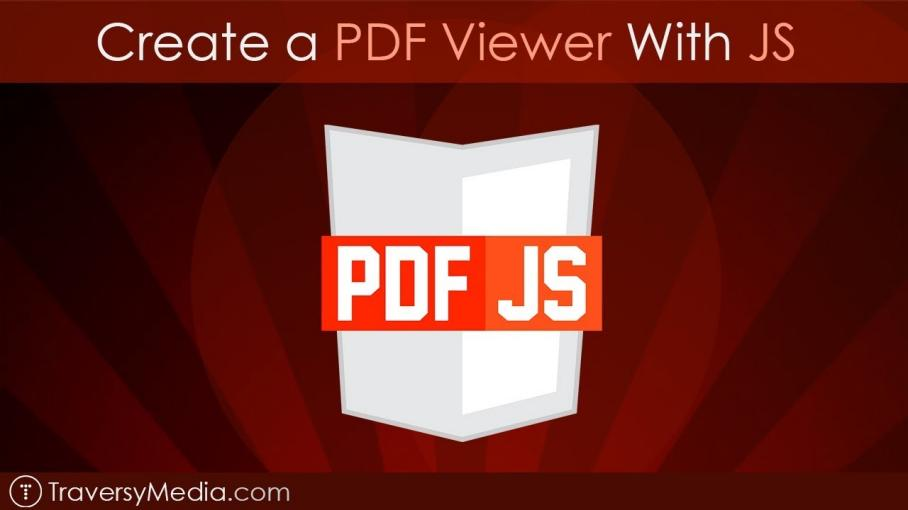 Create a PDF Viewer With JS
PDF JS
TraversyMedia.com